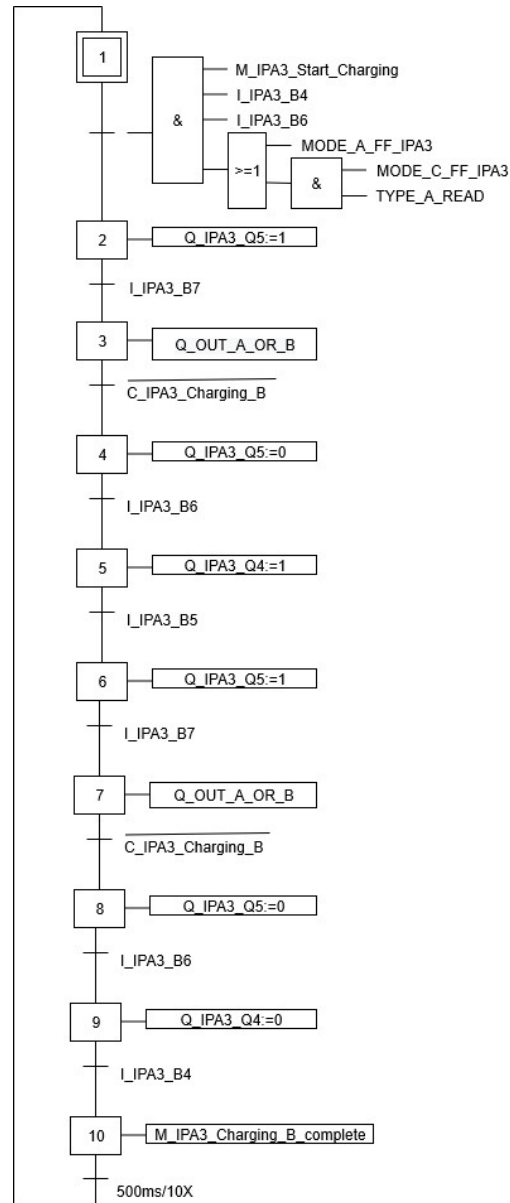 1
M_IPA3_Start_Charging
I_IPA3_B4
&
I_IPA3_B6
MODE_A_FF_IPA3
>=1
MODE_C_FF_IPA3
&
TYPE_A_READ
2
Q_IPA3_Q5:=1
I_IPA3_B7
3
Q_OUT_A_OR_B
C_IPA3_Charging_B
4
Q_IPA3_Q5:=0
I_IPA3_B6
5
Q_IPA3_Q4:=1
I_IPA3_B5
6
Q_IPA3_Q5:=1
I_IPA3_B7
7
Q_OUT_A_OR_B
C_IPA3_Charging_B
8
Q_IPA3_Q5:=0
I_IPA3_B6
9
Q_IPA3_Q4:=0
I_IPA3_B4
10
M_IPA3_Charging_B_complete
500ms/10X